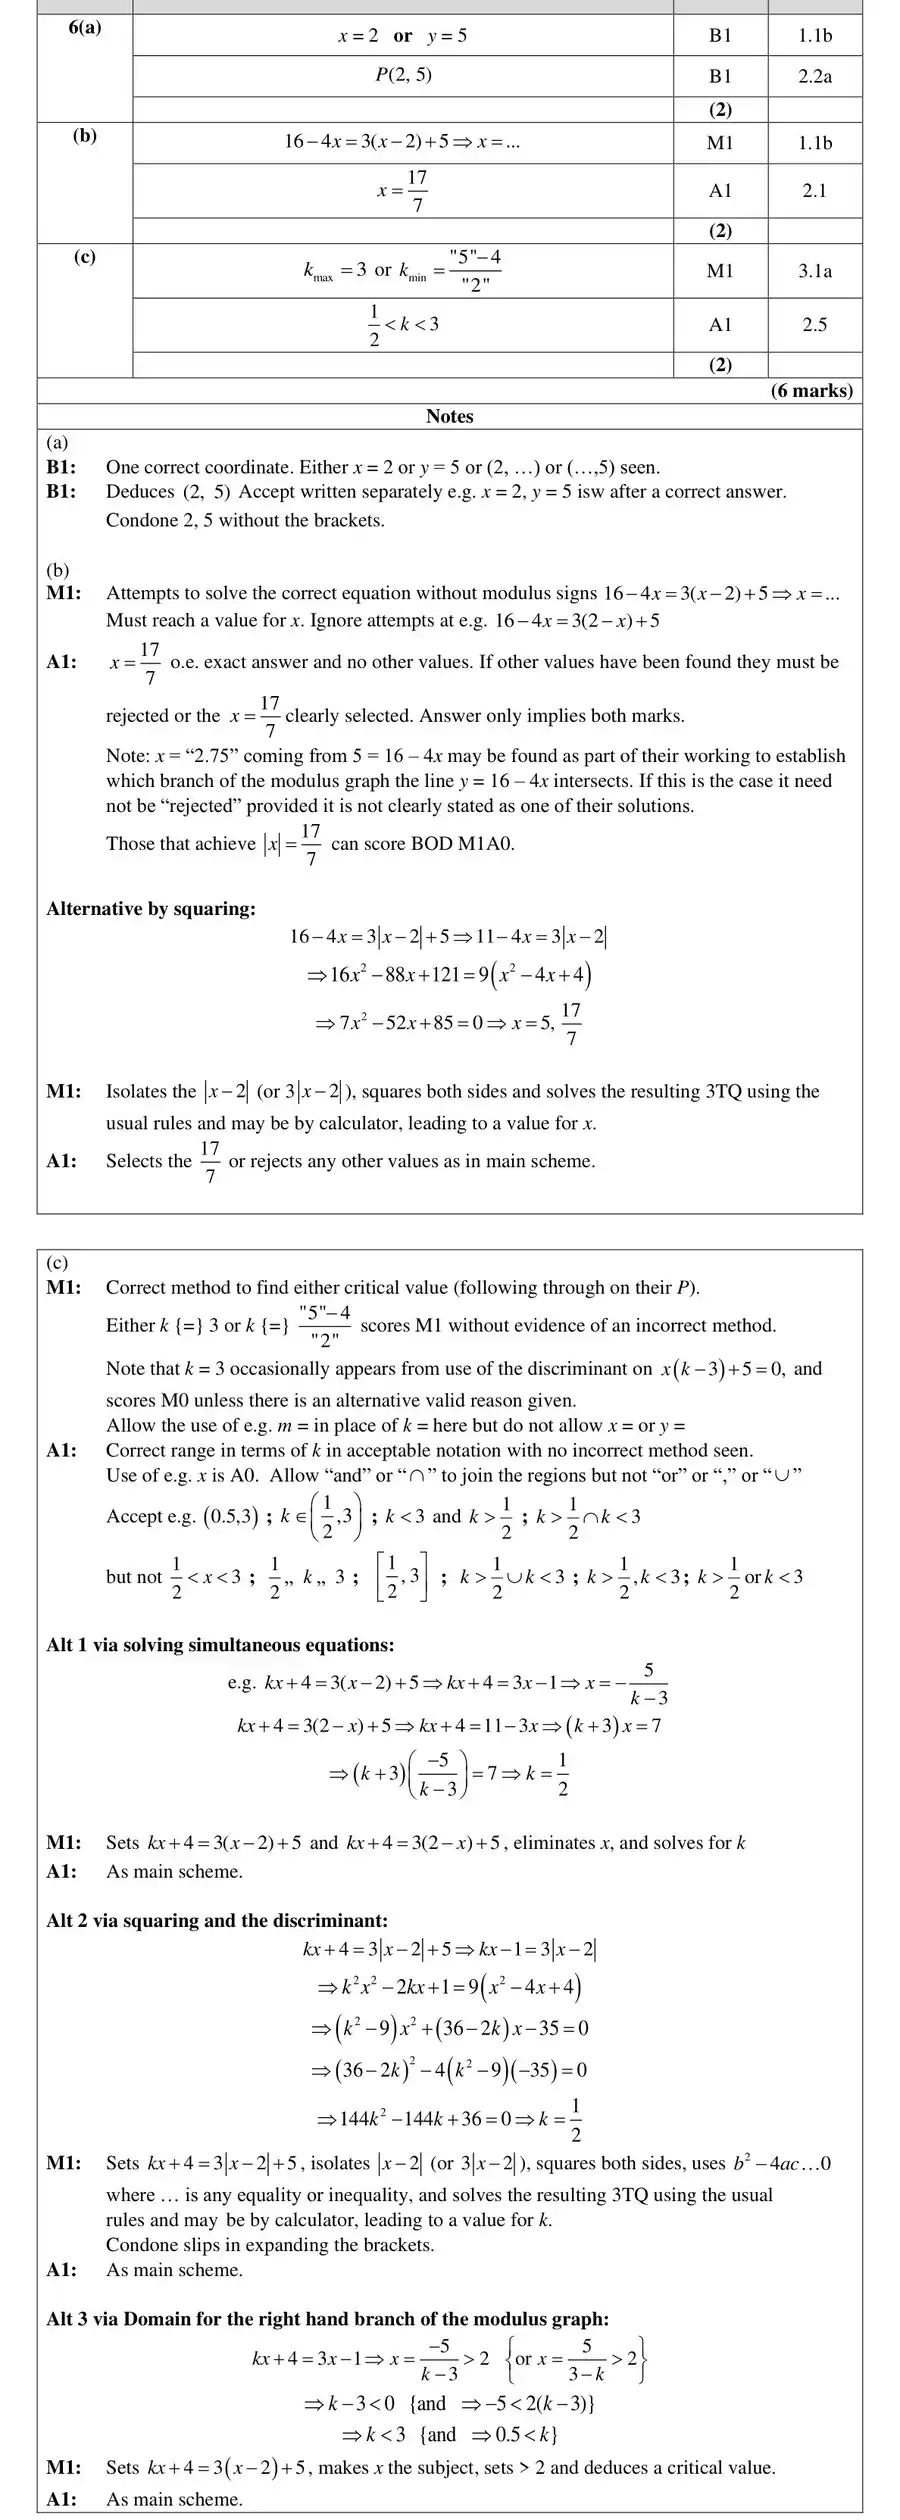 6(a) x = 2 or y = 5 B1 1.1b
P(2, 5) B1 2.2a
(2)
(b) 16 − 4x = 3(x − 2) + 5 ⇒ x = ... M1 1.1b
x = 17/7 A1 2.1
(2)
(c) k_max = 3 or k_min = ("5" − 4)/"2" M1 3.1a
1/2 < k < 3 A1 2.5
(2)
(6 marks)
Notes
(a)
B1: One correct coordinate. Either x = 2 or y = 5 or (2, …) or (…,5) seen.
B1: Deduces (2, 5) Accept written separately e.g. x = 2, y = 5 isw after a correct answer.
Condone 2, 5 without the brackets.
(b)
M1: Attempts to solve the correct equation without modulus signs 16 − 4x = 3(x − 2) + 5 ⇒ x = ...
Must reach a value for x. Ignore attempts at e.g. 16 − 4x = 3(2 − x) + 5
A1: x = 17/7 o.e. exact answer and no other values. If other values have been found they must be
rejected or the x = 17/7 clearly selected. Answer only implies both marks.
Note: x = “2.75” coming from 5 = 16 – 4x may be found as part of their working to establish
which branch of the modulus graph the line y = 16 – 4x intersects. If this is the case it need
not be “rejected” provided it is not clearly stated as one of their solutions.
Those that achieve |x| = 17/7 can score BOD M1A0.
Alternative by squaring:
16 − 4x = 3|x − 2| + 5 ⇒ 11 − 4x = 3|x − 2|
⇒ 16x² − 88x + 121 = 9(x² − 4x + 4)
⇒ 7x² − 52x + 85 = 0 ⇒ x = 5, 17/7
M1: Isolates the |x − 2| (or 3|x − 2|), squares both sides and solves the resulting 3TQ using the
usual rules and may be by calculator, leading to a value for x.
A1: Selects the 17/7 or rejects any other values as in main scheme.
(c)
M1: Correct method to find either critical value (following through on their P).
Either k {=} 3 or k {=} ("5" − 4)/"2" scores M1 without evidence of an incorrect method.
Note that k = 3 occasionally appears from use of the discriminant on x(k − 3) + 5 = 0, and
scores M0 unless there is an alternative valid reason given.
Allow the use of e.g. m = in place of k = here but do not allow x = or y =
A1: Correct range in terms of k in acceptable notation with no incorrect method seen.
Use of e.g. x is A0. Allow “and” or “∩” to join the regions but not “or” or “,” or “∪”
Accept e.g. (0.5,3) ; k ∈ (1/2, 3) ; k < 3 and k > 1/2 ; k > 1/2 ∩ k < 3
but not 1/2 < x < 3 ; 1/2 ,, k ,, 3 ; [1/2, 3] ; k > 1/2 ∪ k < 3 ; k > 1/2, k < 3 ; k > 1/2 or k < 3
Alt 1 via solving simultaneous equations:
e.g. kx + 4 = 3(x − 2) + 5 ⇒ kx + 4 = 3x − 1 ⇒ x = −5/(k − 3)
kx + 4 = 3(2 − x) + 5 ⇒ kx + 4 = 11 − 3x ⇒ (k + 3)x = 7
⇒ (k + 3)(−5/(k − 3)) = 7 ⇒ k = 1/2
M1: Sets kx + 4 = 3(x − 2) + 5 and kx + 4 = 3(2 − x) + 5, eliminates x, and solves for k
A1: As main scheme.
Alt 2 via squaring and the discriminant:
kx + 4 = 3|x − 2| + 5 ⇒ kx − 1 = 3|x − 2|
⇒ k²x² − 2kx + 1 = 9(x² − 4x + 4)
⇒ (k² − 9)x² + (36 − 2k)x − 35 = 0
⇒ (36 − 2k)² − 4(k² − 9)(−35) = 0
⇒ 144k² − 144k + 36 = 0 ⇒ k = 1/2
M1: Sets kx + 4 = 3|x − 2| + 5, isolates |x − 2| (or 3|x − 2|), squares both sides, uses b² − 4ac…0
where … is any equality or inequality, and solves the resulting 3TQ using the usual
rules and may be by calculator, leading to a value for k.
Condone slips in expanding the brackets.
A1: As main scheme.
Alt 3 via Domain for the right hand branch of the modulus graph:
kx + 4 = 3x − 1 ⇒ x = −5/(k − 3) > 2 {or x = 5/(3 − k) > 2}
⇒ k − 3 < 0 {and ⇒ −5 < 2(k − 3)}
⇒ k < 3 {and ⇒ 0.5 < k}
M1: Sets kx + 4 = 3(x − 2) + 5, makes x the subject, sets > 2 and deduces a critical value.
A1: As main scheme.